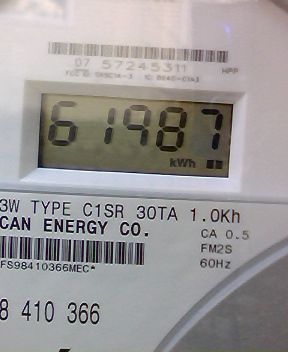 07 57245311
61987
kWh
3W TYPE C1SR 30TA 1.0Kh
CAN ENERGY CO.
CA 0.5
FM2S
60Hz
FS98410366MEC*
8 410 366